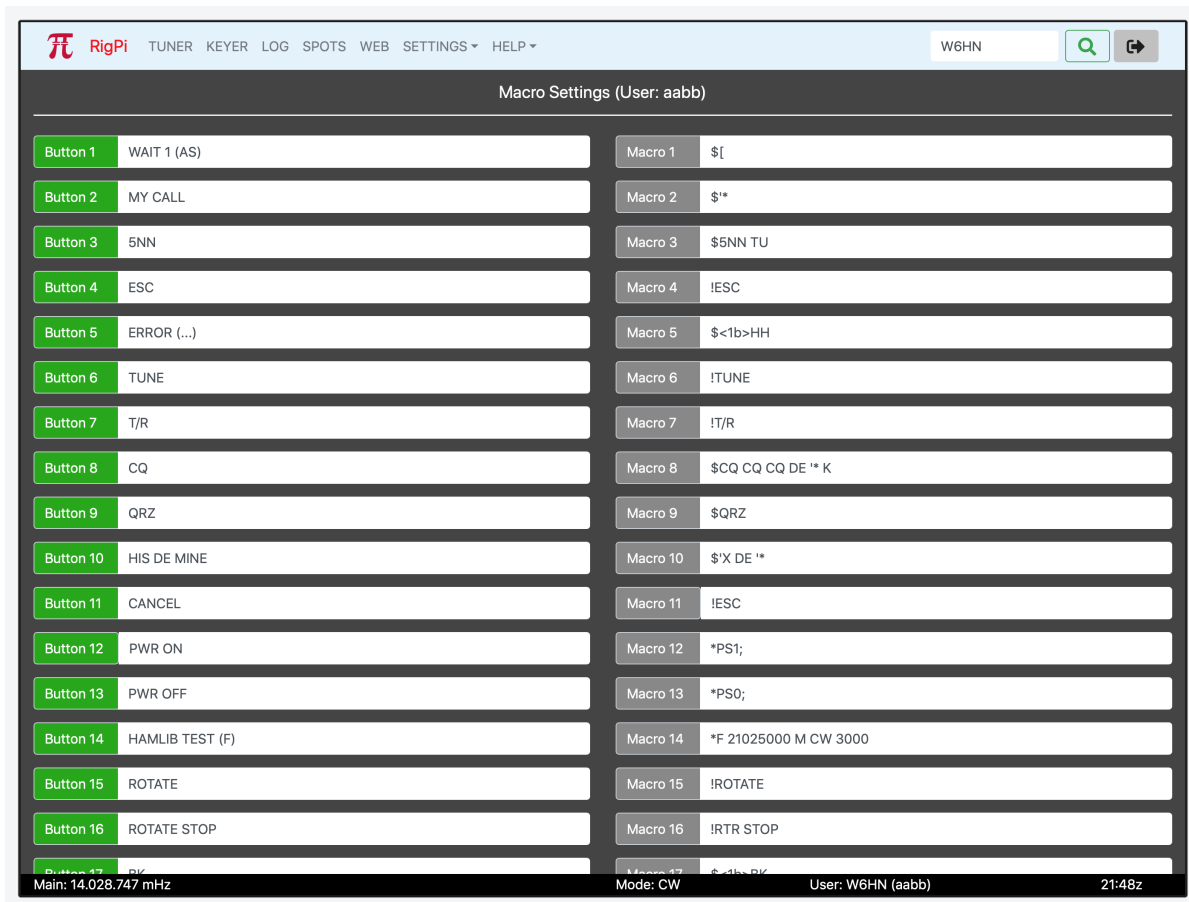 RigPi TUNER KEYER LOG SPOTS WEB SETTINGS HELP W6HN
Macro Settings (User: aabb)
Button 1 WAIT 1 (AS) Macro 1 $[
Button 2 MY CALL Macro 2 $'*
Button 3 5NN Macro 3 $5NN TU
Button 4 ESC Macro 4 !ESC
Button 5 ERROR (...) Macro 5 $<1b>HH
Button 6 TUNE Macro 6 !TUNE
Button 7 T/R Macro 7 !T/R
Button 8 CQ Macro 8 $CQ CQ CQ DE '* K
Button 9 QRZ Macro 9 $QRZ
Button 10 HIS DE MINE Macro 10 $'X DE '*
Button 11 CANCEL Macro 11 !ESC
Button 12 PWR ON Macro 12 *PS1;
Button 13 PWR OFF Macro 13 *PS0;
Button 14 HAMLIB TEST (F) Macro 14 *F 21025000 M CW 3000
Button 15 ROTATE Macro 15 !ROTATE
Button 16 ROTATE STOP Macro 16 !RTR STOP
Button 17 BK Macro 17 $<1b>BK
Main: 14.028.747 mHz Mode: CW User: W6HN (aabb) 21:48z